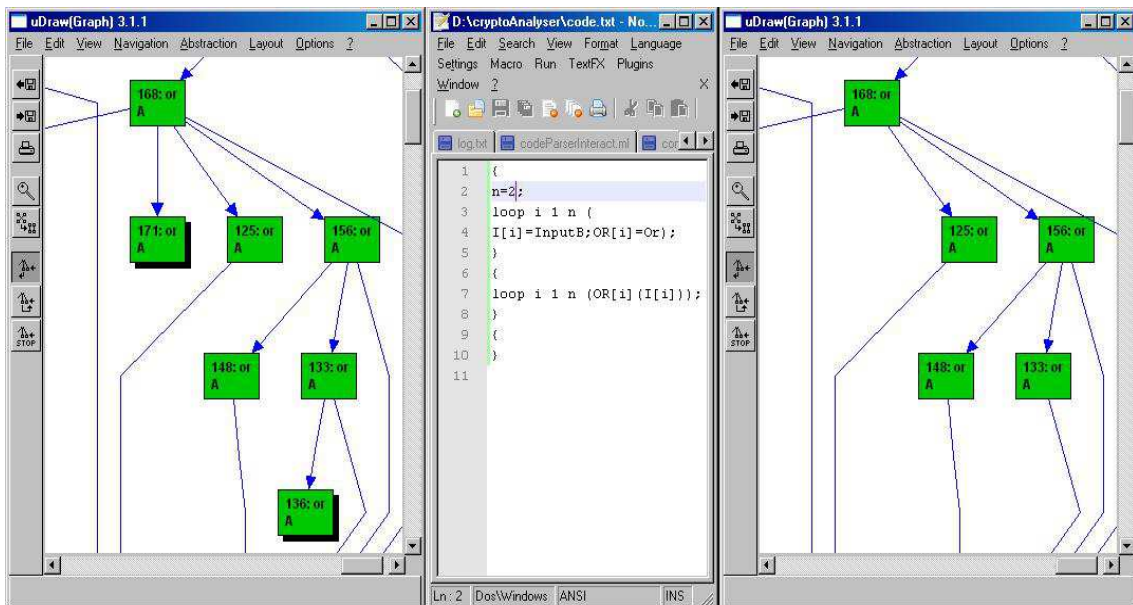 uDraw(Graph) 3.1.1
File Edit View Navigation Abstraction Layout Options ?
168: or
A
171: or
A
125: or
A
156: or
A
148: or
A
133: or
A
136: or
A
STOP
D:\cryptoAnalyser\code.txt - No...
File Edit Search View Format Language
Settings Macro Run TextFX Plugins
Window ? X
log.txt codeParserInteract.ml cor
1 {
2 n=2;
3 loop i 1 n (
4 I[i]=InputB;OR[i]=Or);
5 }
6 {
7 loop i 1 n (OR[i](I[i]));
8 }
9 {
10 }
11
Ln : 2 Dos\Windows ANSI INS
uDraw(Graph) 3.1.1
File Edit View Navigation Abstraction Layout Options ?
168: or
A
125: or
A
156: or
A
148: or
A
133: or
A
STOP